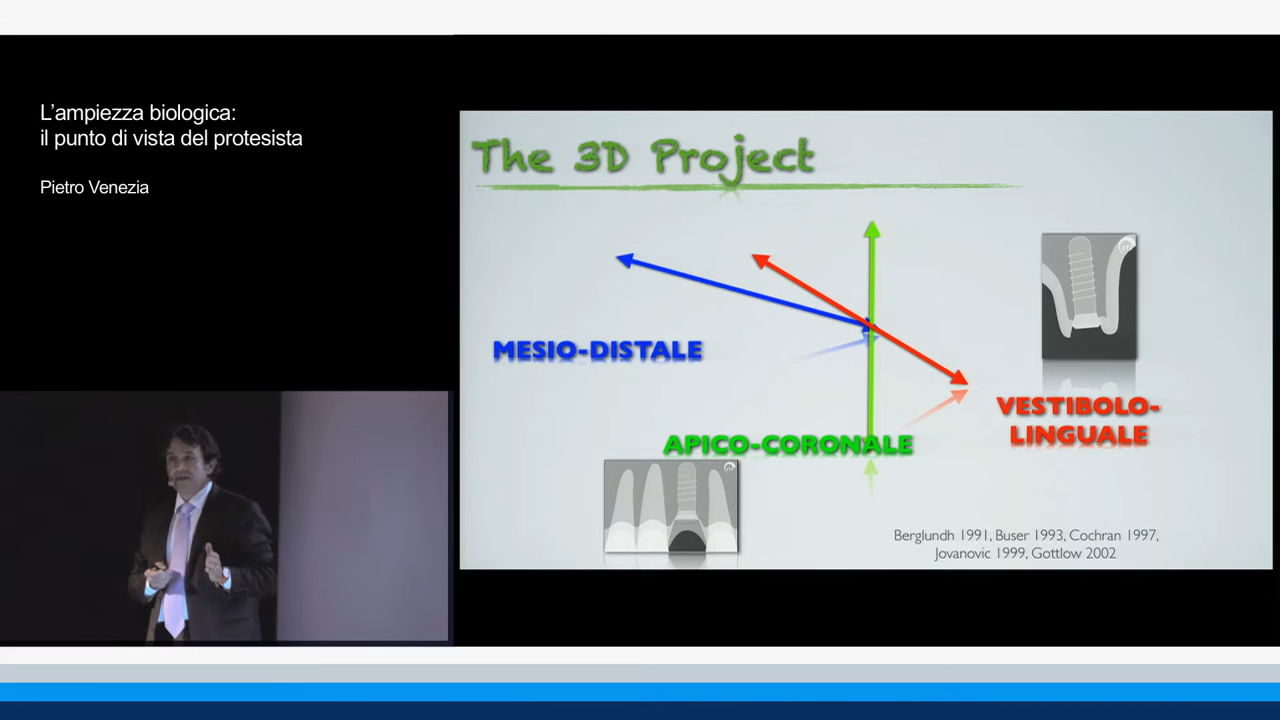 L’ampiezza biologica:
il punto di vista del protesista
Pietro Venezia
The 3D Project
MESIO-DISTALE
VESTIBOLO-
LINGUALE
APICO-CORONALE
Berglundh 1991, Buser 1993, Cochran 1997,
Jovanovic 1999, Gottlow 2002